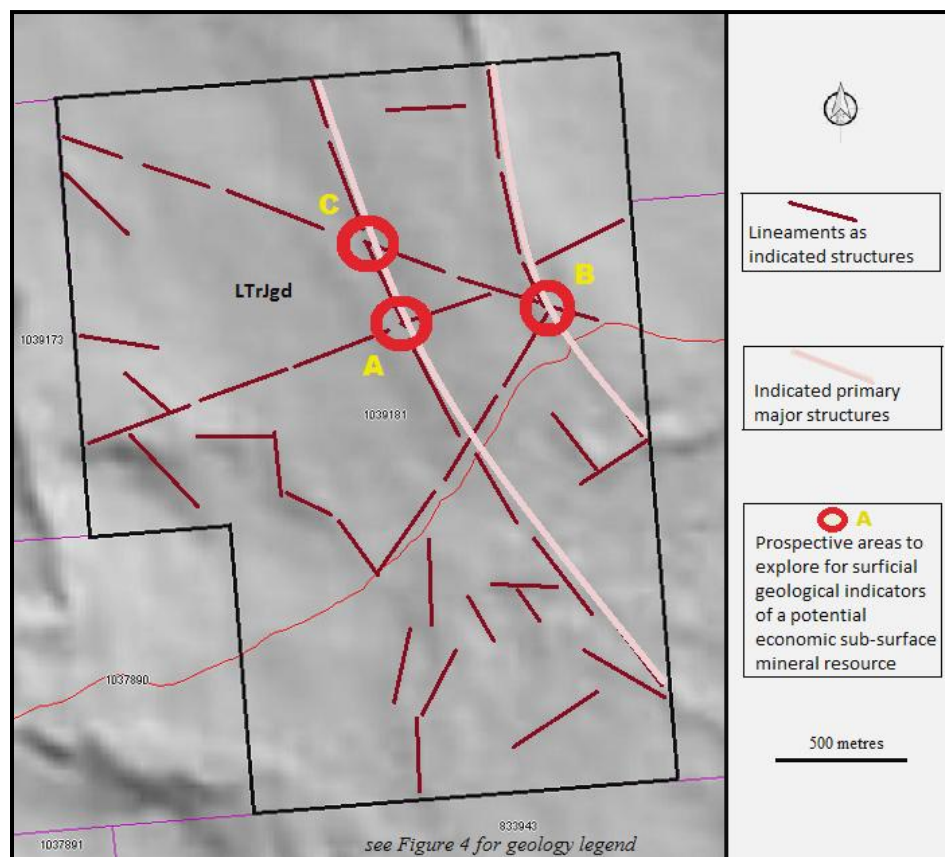 C
B
LTrJgd
1039173
A
1039181
1037890
833943
see Figure 4 for geology legend
1037891
Lineaments as
indicated structures
Indicated primary
major structures
A
Prospective areas to
explore for surficial
geological indicators
of a potential
economic sub-surface
mineral resource
500 metres